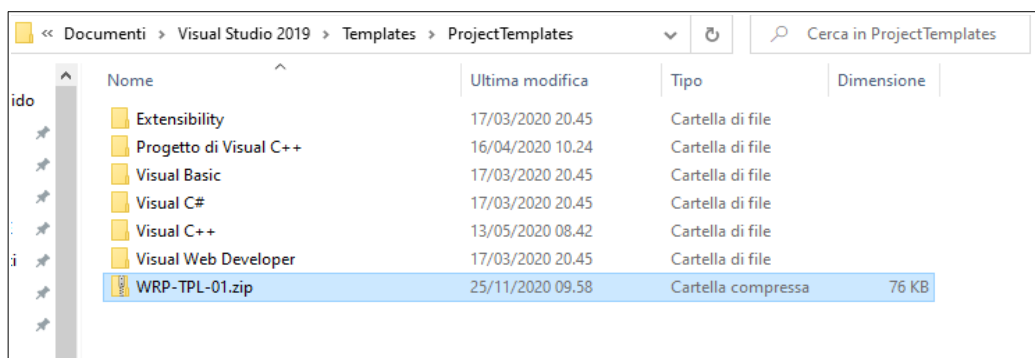 « Documenti › Visual Studio 2019 › Templates › ProjectTemplates Cerca in ProjectTemplates
Nome Ultima modifica Tipo Dimensione
ido
Extensibility 17/03/2020 20.45 Cartella di file
Progetto di Visual C++ 16/04/2020 10.24 Cartella di file
Visual Basic 17/03/2020 20.45 Cartella di file
Visual C# 17/03/2020 20.45 Cartella di file
Visual C++ 13/05/2020 08.42 Cartella di file
Visual Web Developer 17/03/2020 20.45 Cartella di file
WRP-TPL-01.zip 25/11/2020 09.58 Cartella compressa 76 KB